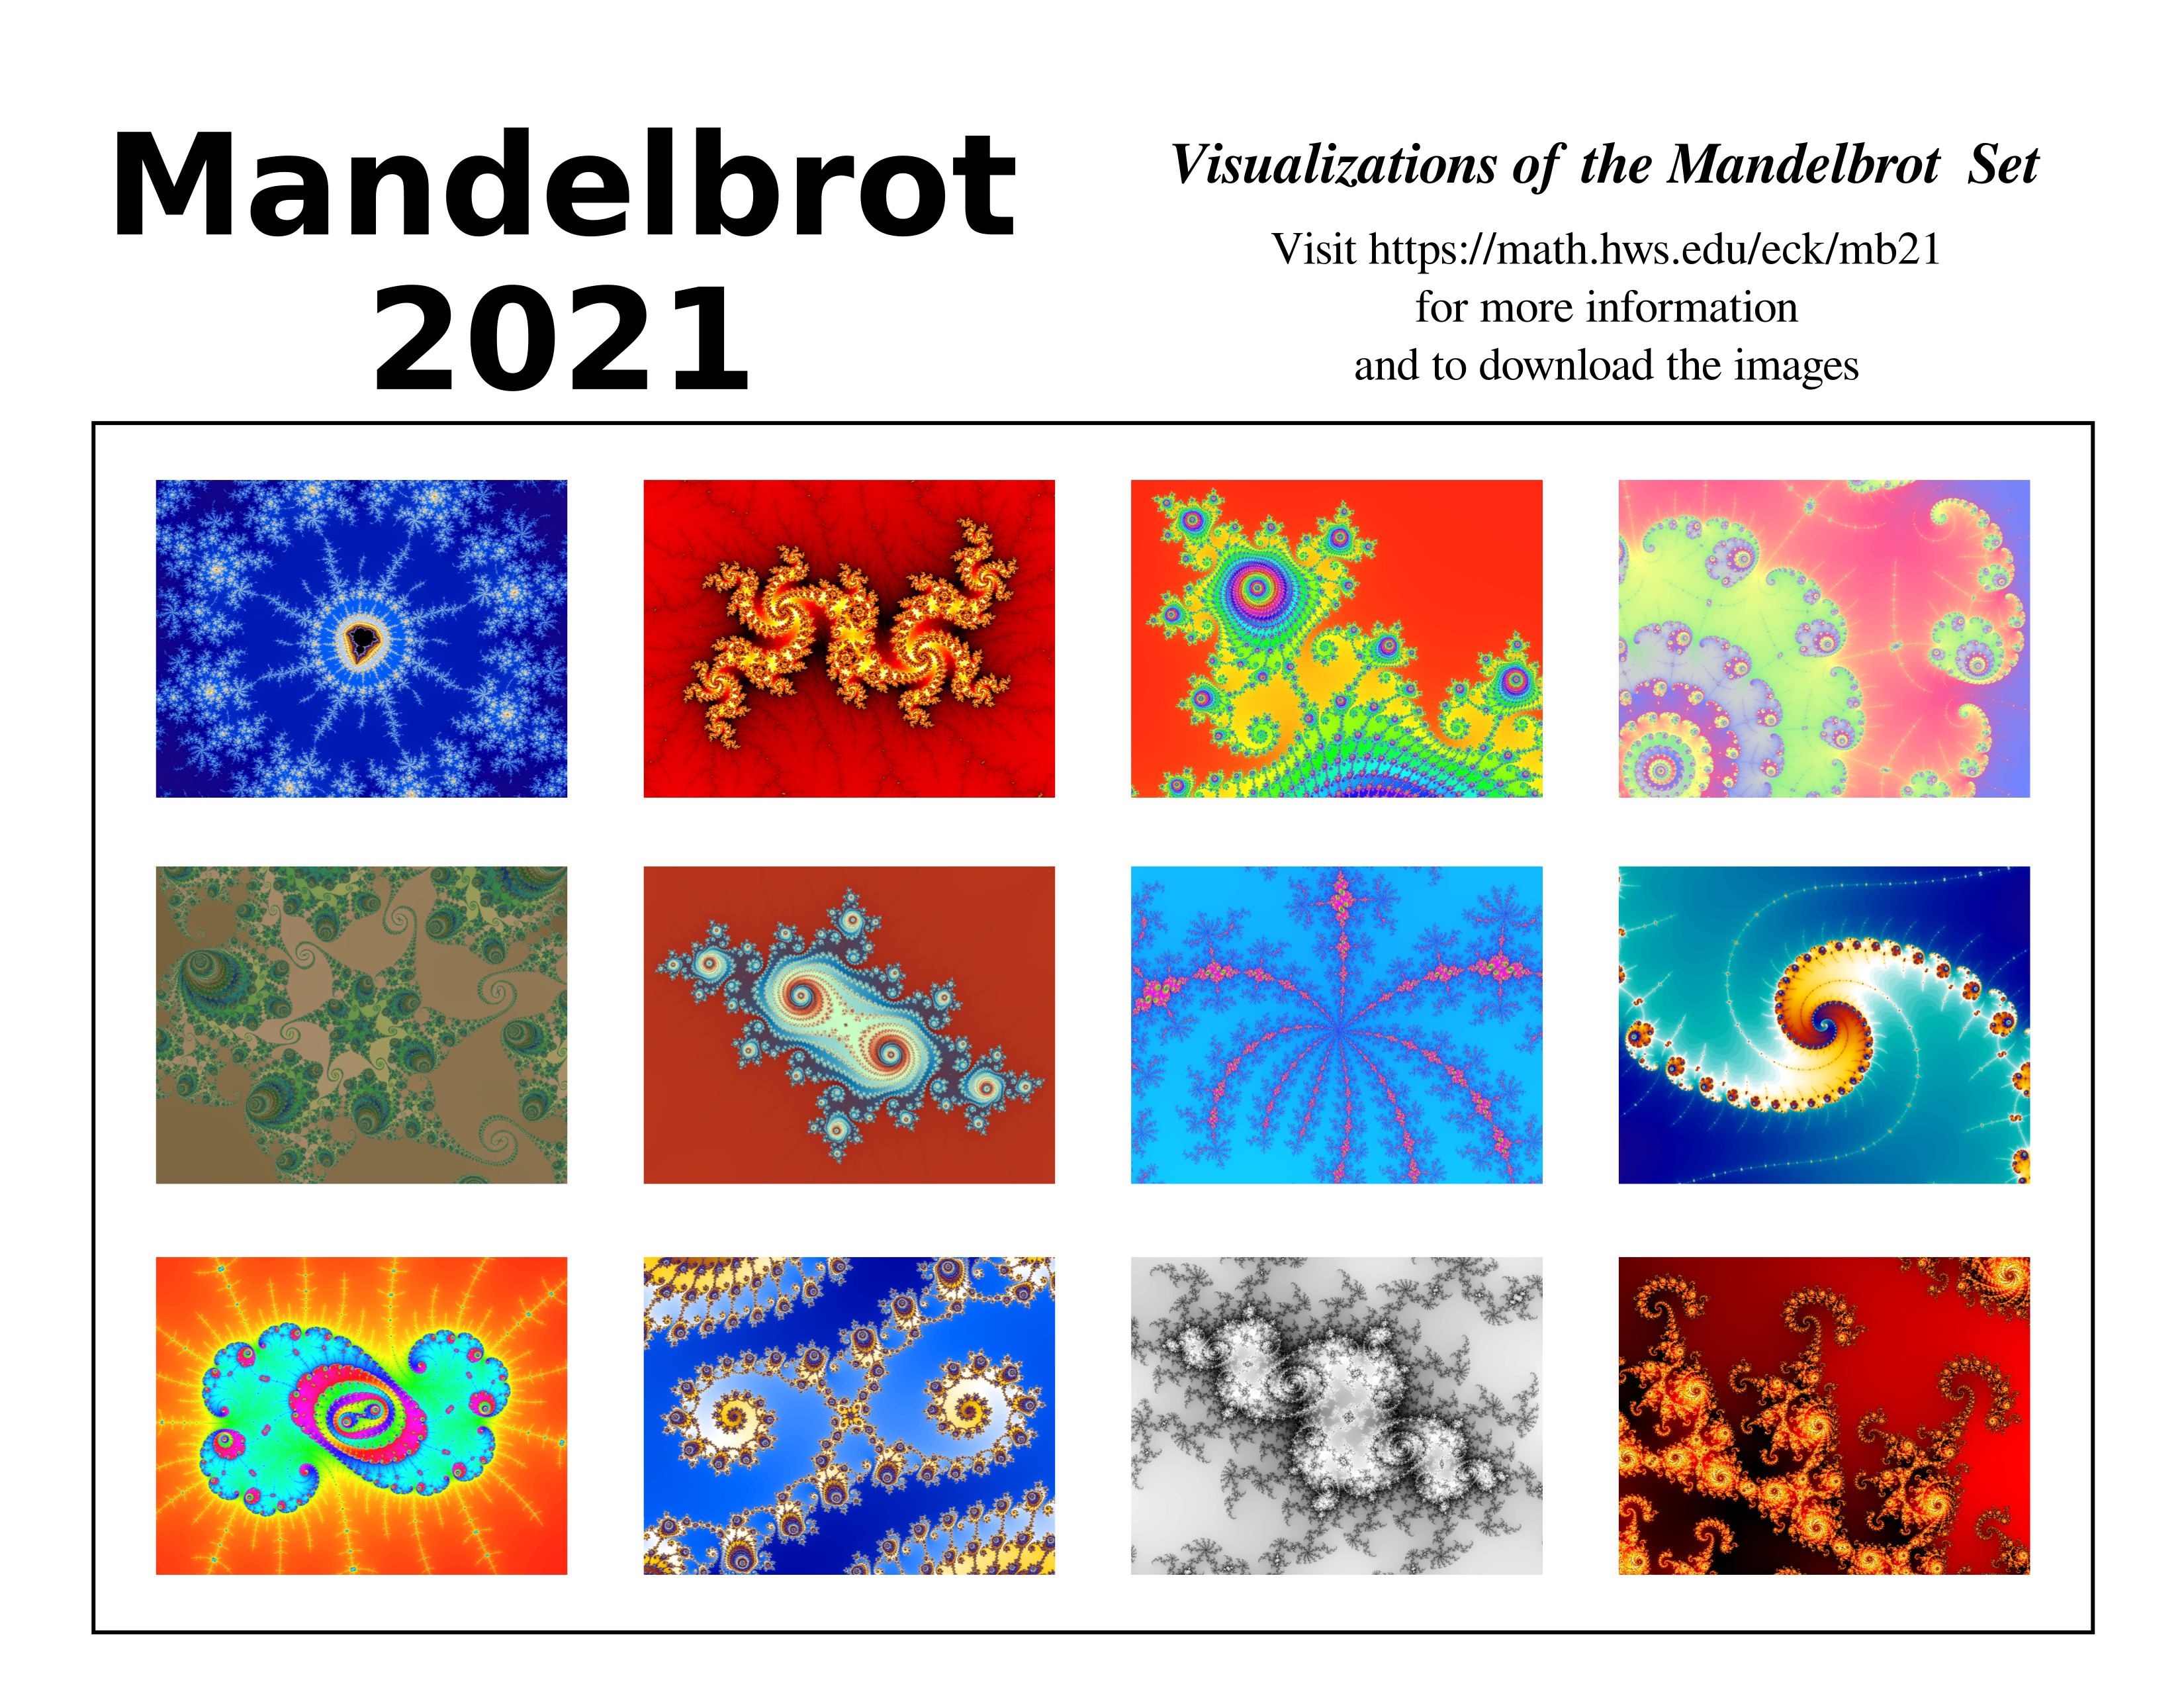 Mandelbrot
2021
Visualizations of the Mandelbrot Set
Visit https://math.hws.edu/eck/mb21
for more information
and to download the images